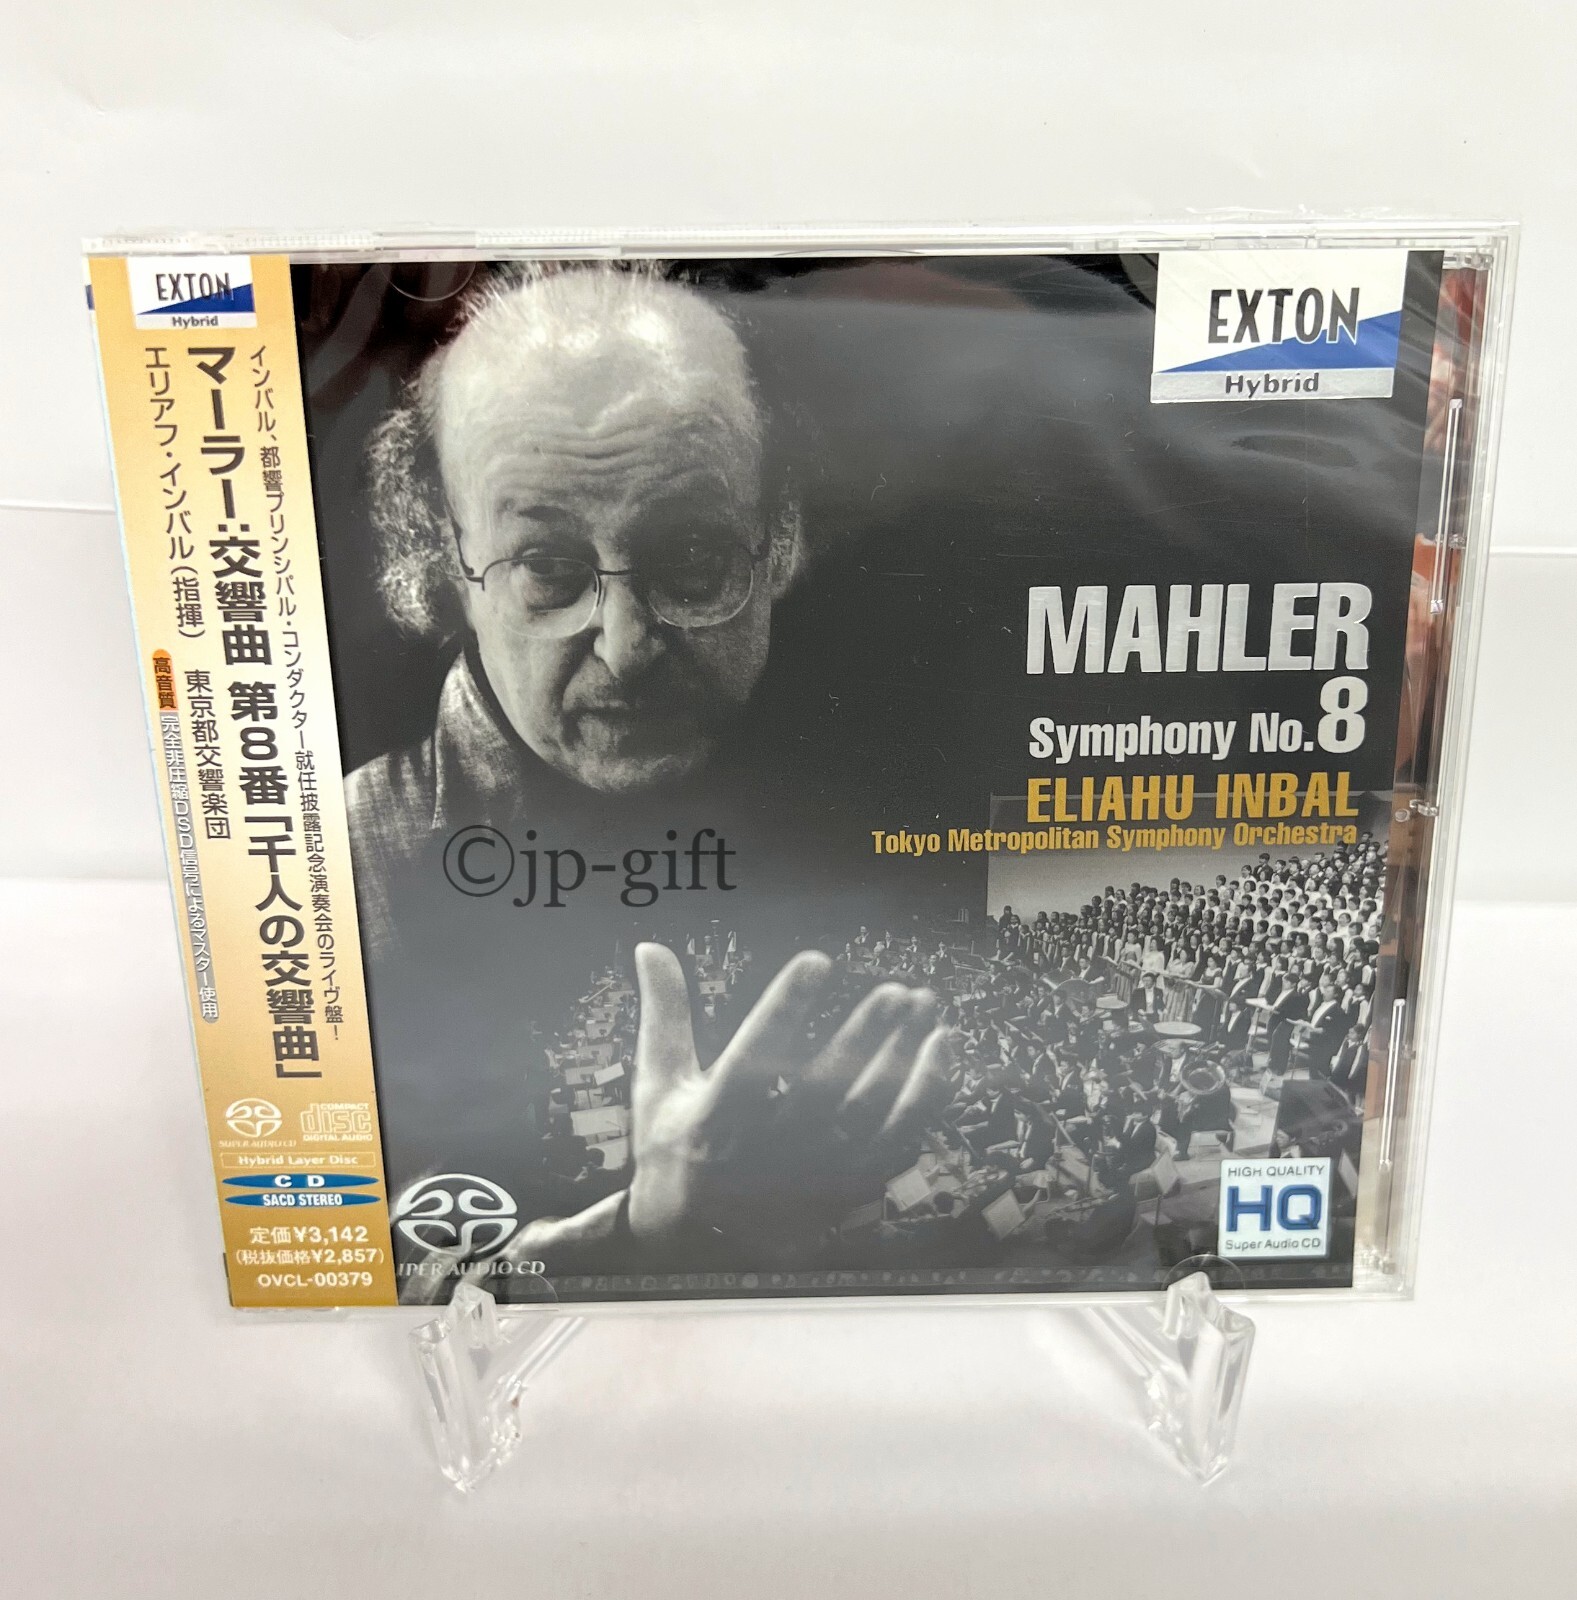 EXTON
Hybrid
インバル、都響プリンシパル・コンダクター就任披露記念演奏会のライヴ盤!
マーラー:交響曲 第8番「千人の交響曲」
エリアフ・インバル(指揮) 東京都交響楽団
高音質 完全非圧縮DSD信号によるマスター使用
SUPER AUDIO CD
COMPACT
disc
DIGITAL AUDIO
Hybrid Layer Disc
CD
SACD STEREO
定価¥3,142
(税抜価格¥2,857)
OVCL-00379
EXTON
Hybrid
MAHLER
Symphony No.8
ELIAHU INBAL
Tokyo Metropolitan Symphony Orchestra
©jp-gift
UPER AUDIO CD
HIGH QUALITY
HQ
Super Audio CD